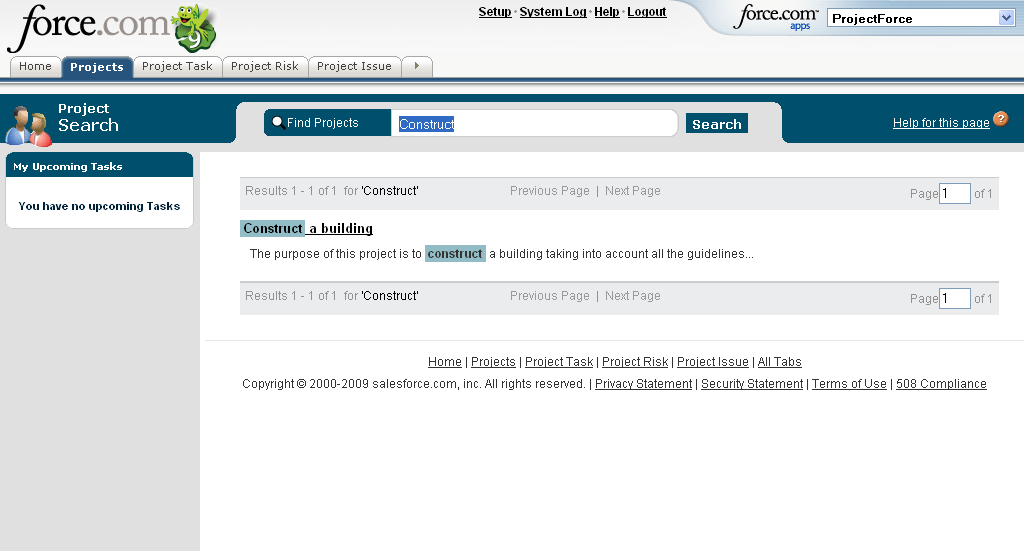 force.com
9
Setup · System Log · Help · Logout
force.com™ apps
ProjectForce
Home
Projects
Project Task
Project Risk
Project Issue
Project
Search
Find Projects
Construct
Search
Help for this page ?
My Upcoming Tasks
You have no upcoming Tasks
Results 1 - 1 of 1 for 'Construct' Previous Page | Next Page Page 1 of 1
Construct a building
The purpose of this project is to construct a building taking into account all the guidelines...
Results 1 - 1 of 1 for 'Construct' Previous Page | Next Page Page 1 of 1
Home | Projects | Project Task | Project Risk | Project Issue | All Tabs
Copyright © 2000-2009 salesforce.com, inc. All rights reserved. | Privacy Statement | Security Statement | Terms of Use | 508 Compliance